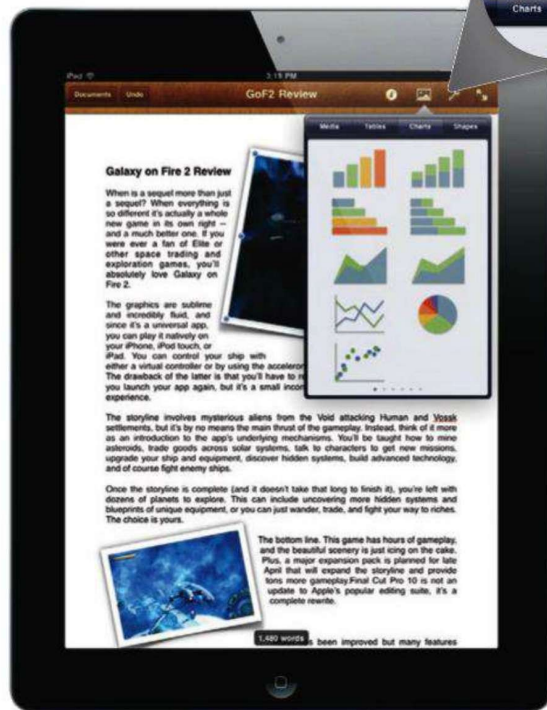 Charts
iPad
3:15 PM
Documents Undo GoF2 Review
Media Tables Charts Shapes
Galaxy on Fire 2 Review
When is a sequel more than just
a sequel? When everything is
so different it's actually a whole
new game in its own right —
and a much better one. If you
were ever a fan of Elite or
other space trading and
exploration games, you'll
absolutely love Galaxy on
Fire 2.
The graphics are sublime
and incredibly fluid, and
since it's a universal app,
you can play it natively on
your iPhone, iPod touch, or
iPad. You can control your ship with
either a virtual controller or by using the acceleror
The drawback of the latter is that you'll have to re
you launch your app again, but it's a small incon
experience.
The storyline involves mysterious aliens from the Void attacking Human and Vossk
settlements, but it's by no means the main thrust of the gameplay. Instead, think of it more
as an introduction to the app's underlying mechanisms. You'll be taught how to mine
asteroids, trade goods across solar systems, talk to characters to get new missions,
upgrade your ship and equipment, discover hidden systems, build advanced technology,
and of course fight enemy ships.
Once the storyline is complete (and it doesn't take that long to finish it), you're left with
dozens of planets to explore. This can include uncovering more hidden systems and
blueprints of unique equipment, or you can just wander, trade, and fight your way to riches.
The choice is yours.
The bottom line. This game has hours of gameplay,
and the beautiful scenery is just icing on the cake.
Plus, a major expansion pack is planned for late
April that will expand the storyline and provide
tons more gameplay.Final Cut Pro 10 is not an
update to Apple's popular editing suite, it's a
complete rewrite.
1,480 words
s been improved but many features